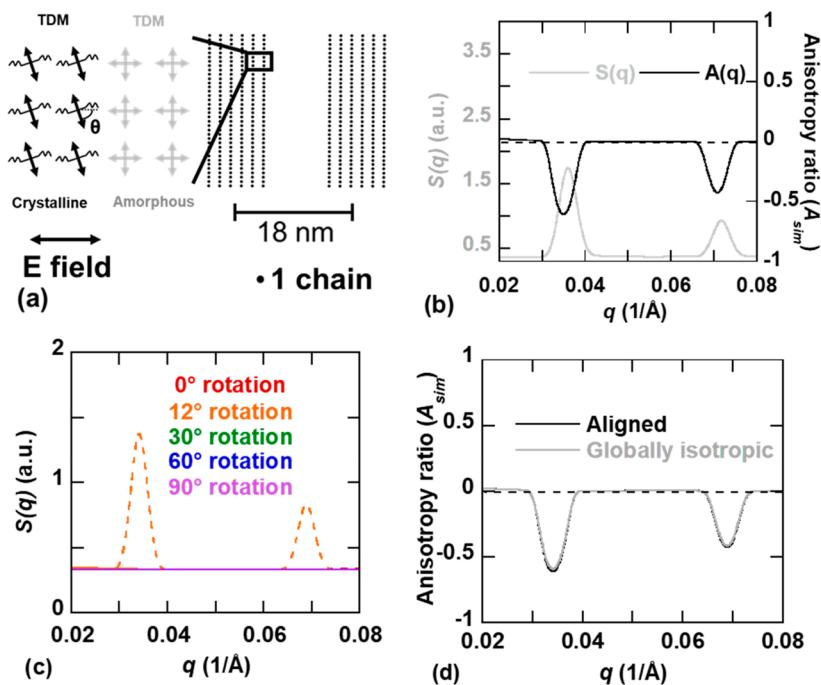 TDM
TDM
θ
Crystalline
Amorphous
E field
18 nm
• 1 chain
(a)
S(q)
A(q)
3.5
2.5
1.5
0.5
S(q) (a.u.)
1
0.5
0
-0.5
-1
Anisotropy ratio (Asim)
0.02
0.04
0.06
0.08
q (1/Å)
(b)
2
1
0
S(q) (a.u.)
0° rotation
12° rotation
30° rotation
60° rotation
90° rotation
0.02
0.04
0.06
0.08
q (1/Å)
(c)
1
0.5
0
-0.5
-1
Anisotropy ratio (Asim)
Aligned
Globally isotropic
0.02
0.04
0.06
0.08
q (1/Å)
(d)